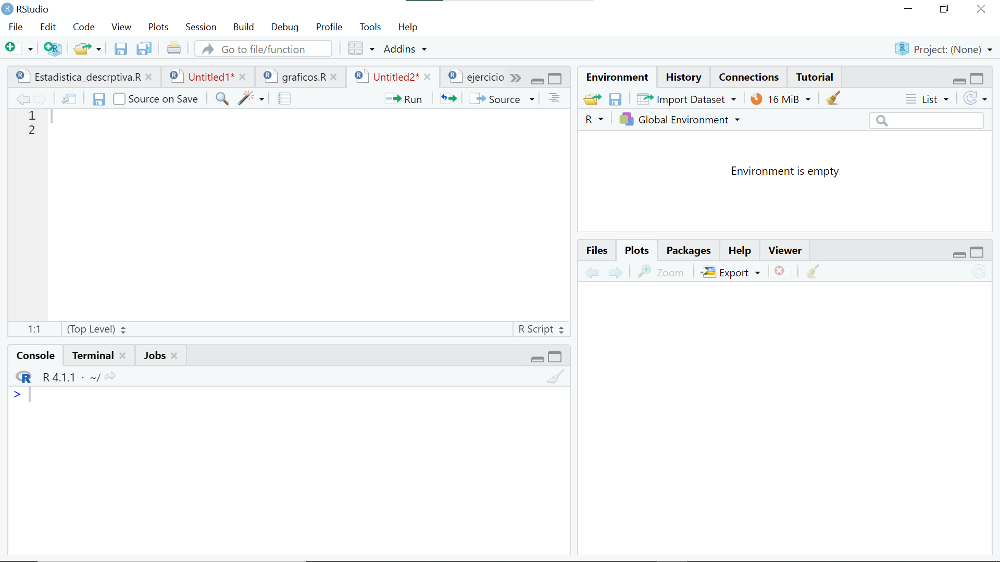 RStudio
File Edit Code View Plots Session Build Debug Profile Tools Help
Go to file/function Addins Project: (None)
Estadistica_descrptiva.R Untitled1* graficos.R Untitled2* ejercicio
Source on Save Run Source
1
2
1:1 (Top Level) R Script
Console Terminal Jobs
R 4.1.1 · ~/
>
Environment History Connections Tutorial
Import Dataset 16 MiB List
R Global Environment
Environment is empty
Files Plots Packages Help Viewer
Zoom Export